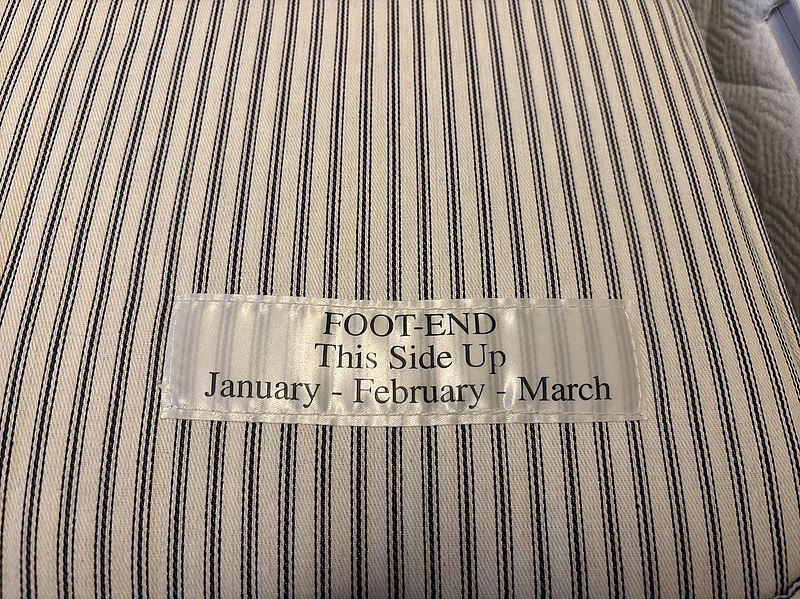 FOOT-END
This Side Up
January - February - March